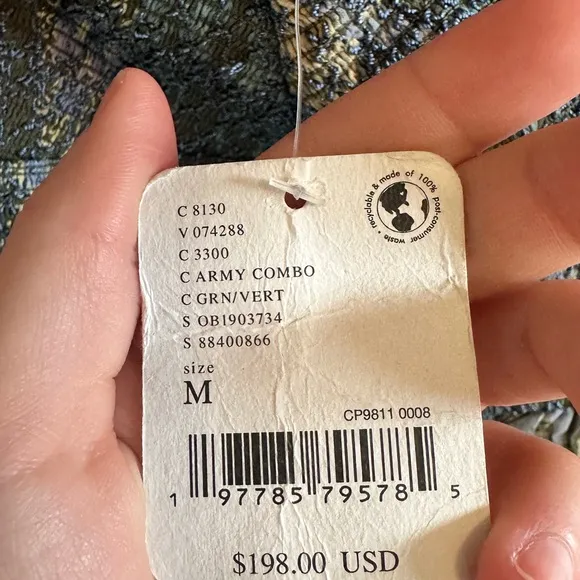 C 8130
V 074288
C 3300
C ARMY COMBO
C GRN/VERT
S OB1903734
S 88400866
size
M
recyclable & made of 100% post-consumer waste •
CP9811 0008
1 97785 79578 5
$198.00 USD